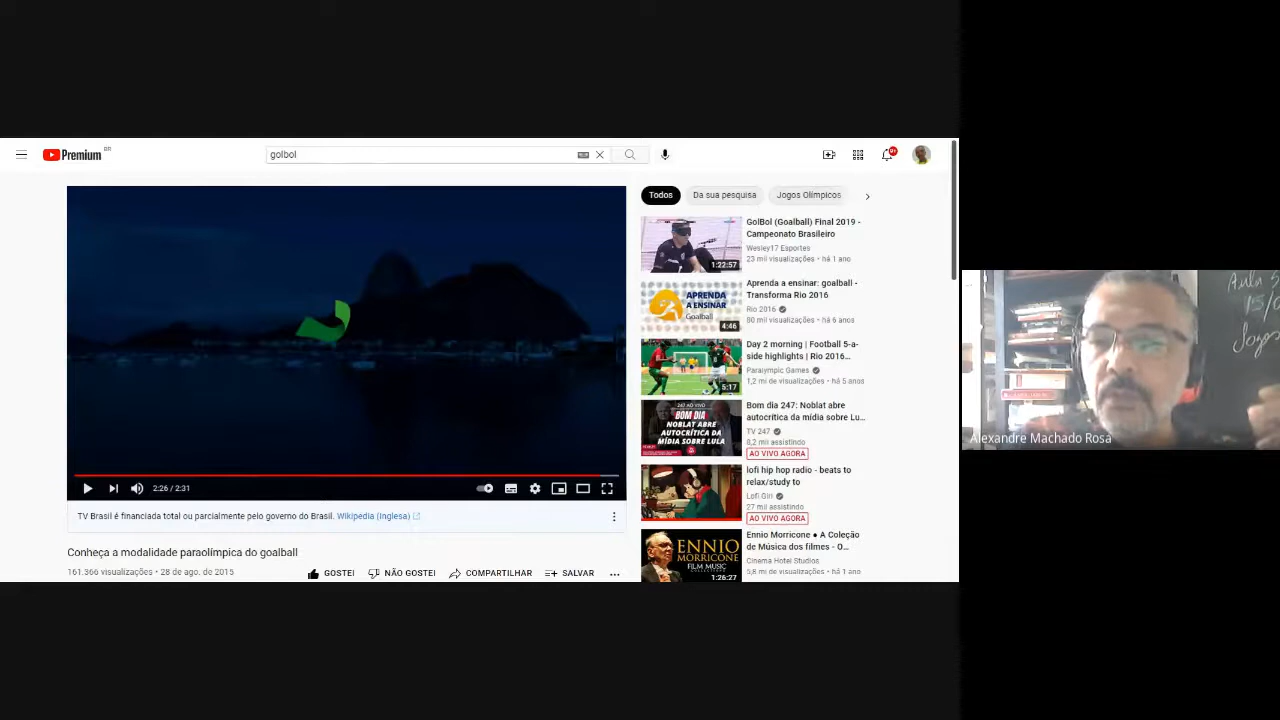 Premium BR
golbol
9+
2:26 / 2:31
TV Brasil é financiada total ou parcialmente pelo governo do Brasil. Wikipedia (Inglesa)
Conheça a modalidade paraolímpica do goalball
161.366 visualizações • 28 de ago. de 2015
GOSTEI
NÃO GOSTEI
COMPARTILHAR
SALVAR
Todos
Da sua pesquisa
Jogos Olímpicos
GolBol (Goalball) Final 2019 -
Campeonato Brasileiro
Wesley17 Esportes
23 mil visualizações • há 1 ano
1:22:57
APRENDA
A ENSINAR
Goalball
4:46
Aprenda a ensinar: goalball -
Transforma Rio 2016
Rio 2016
80 mil visualizações • há 6 anos
5:17
Day 2 morning | Football 5-a-
side highlights | Rio 2016...
Paralympic Games
1,2 mi de visualizações • há 5 anos
BOM DIA
NOBLAT ABRE
AUTOCRÍTICA DA
MÍDIA SOBRE LULA
Bom dia 247: Noblat abre
autocrítica da mídia sobre Lu...
TV 247
8,2 mil assistindo
AO VIVO AGORA
lofi hip hop radio - beats to
relax/study to
Lofi Girl
27 mil assistindo
AO VIVO AGORA
ENNIO
MORRICONE
FILM MUSIC
1:26:27
Ennio Morricone ● A Coleção
de Música dos filmes - O...
Cinema Hotel Studios
5,8 mi de visualizações • há 1 ano
Aula 5
15/
Jogos
Alexandre Machado Rosa